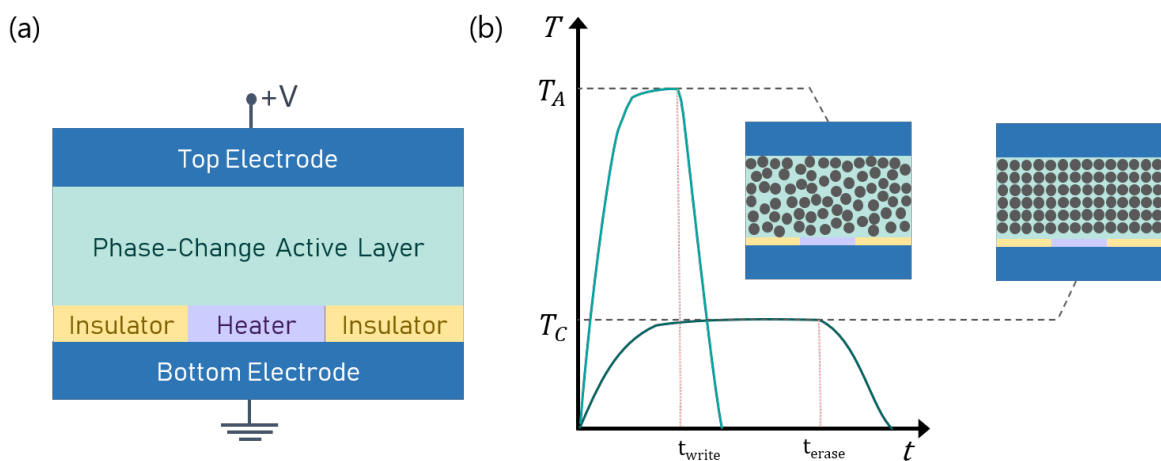 (a)
+V
Top Electrode
Phase-Change Active Layer
Insulator Heater Insulator
Bottom Electrode
(b)
T
T_A
T_C
t_write t_erase t